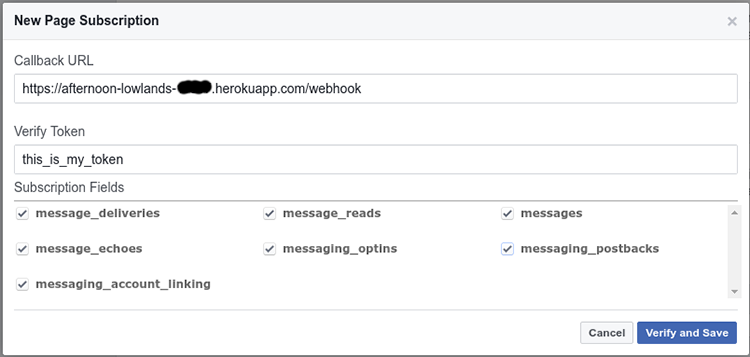 New Page Subscription ×
Callback URL
https://afternoon-lowlands- .herokuapp.com/webhook
Verify Token
this_is_my_token
Subscription Fields
message_deliveries message_reads messages
message_echoes messaging_optins messaging_postbacks
messaging_account_linking
Cancel Verify and Save